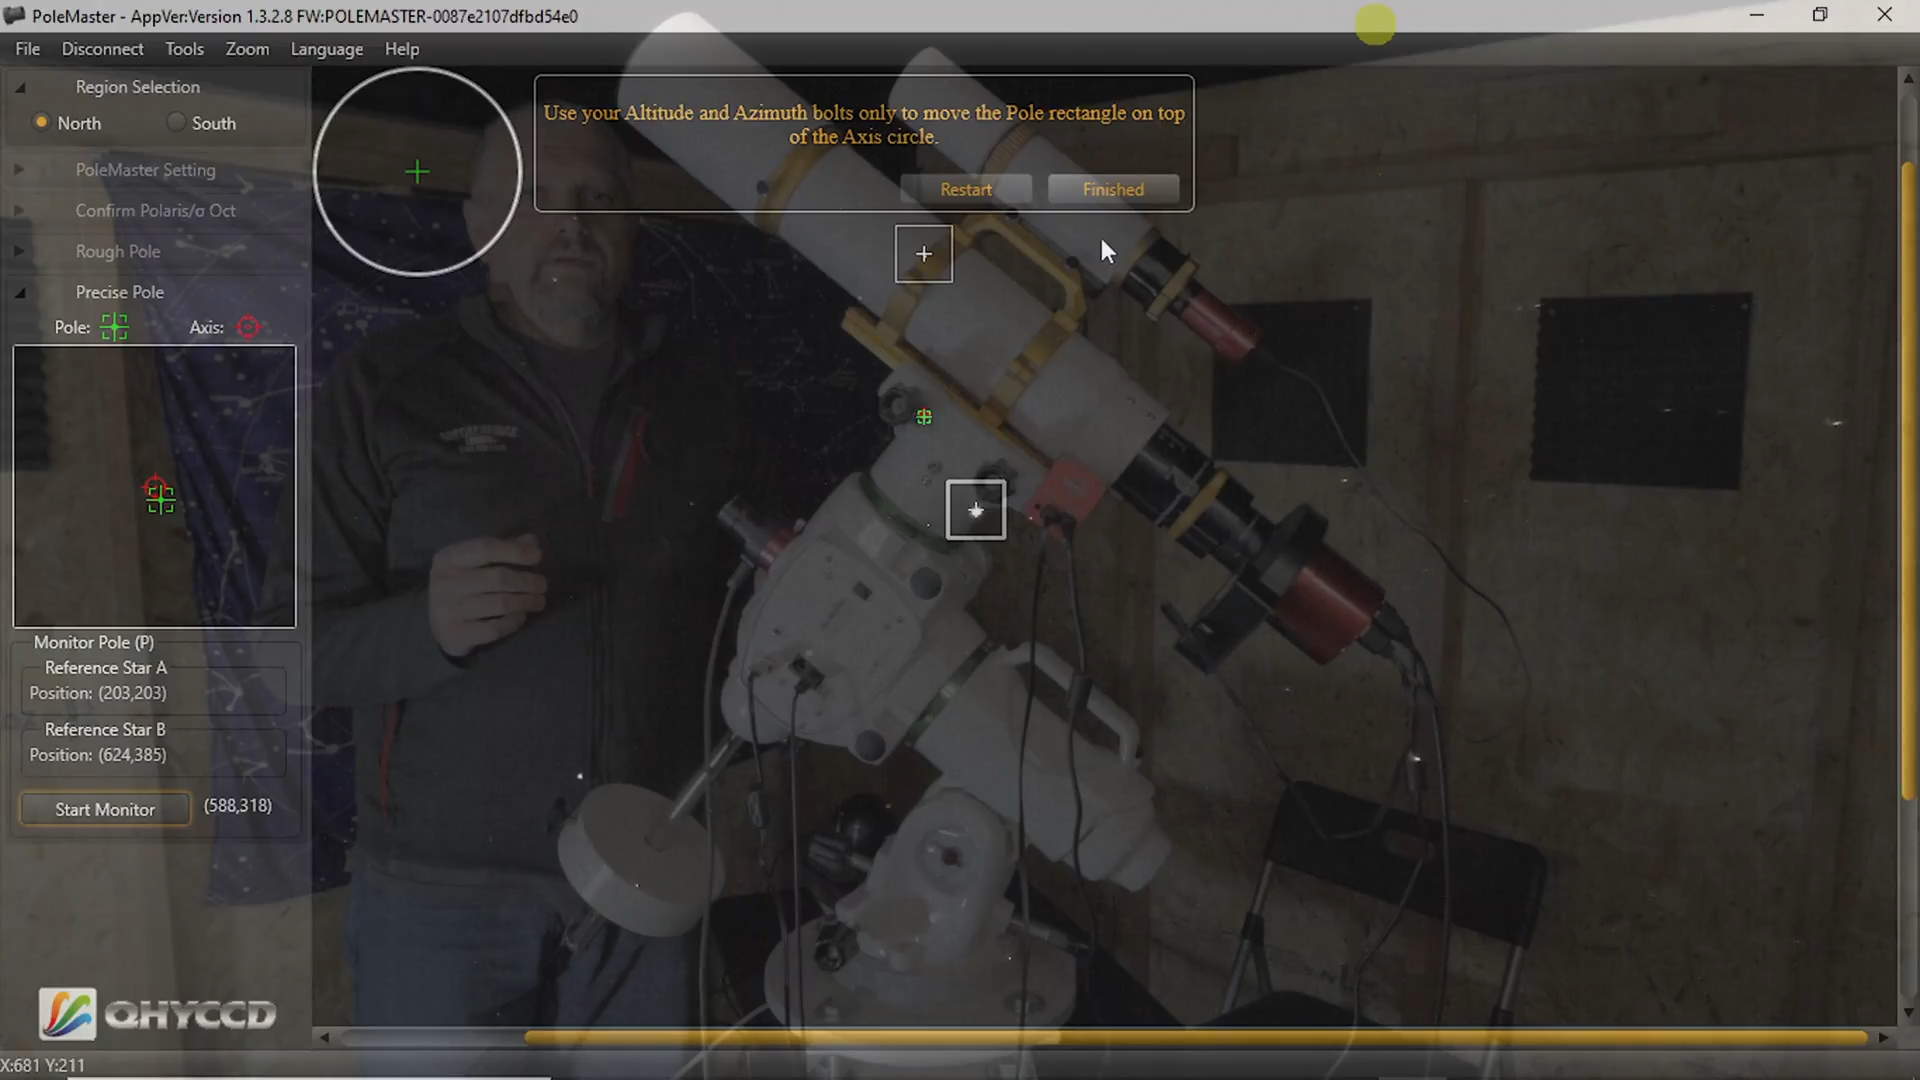 PoleMaster - AppVer:Version 1.3.2.8 FW:POLEMASTER-0087e2107dfbd54e0
File Disconnect Tools Zoom Language Help
Region Selection
North South
PoleMaster Setting
Confirm Polaris/σ Oct
Rough Pole
Precise Pole
Pole: Axis:
Use your Altitude and Azimuth bolts only to move the Pole rectangle on top
of the Axis circle.
Restart Finished
Monitor Pole (P)
Reference Star A
Position: (203,203)
Reference Star B
Position: (624,385)
Start Monitor (588,318)
QHYCCD
X:681 Y:211